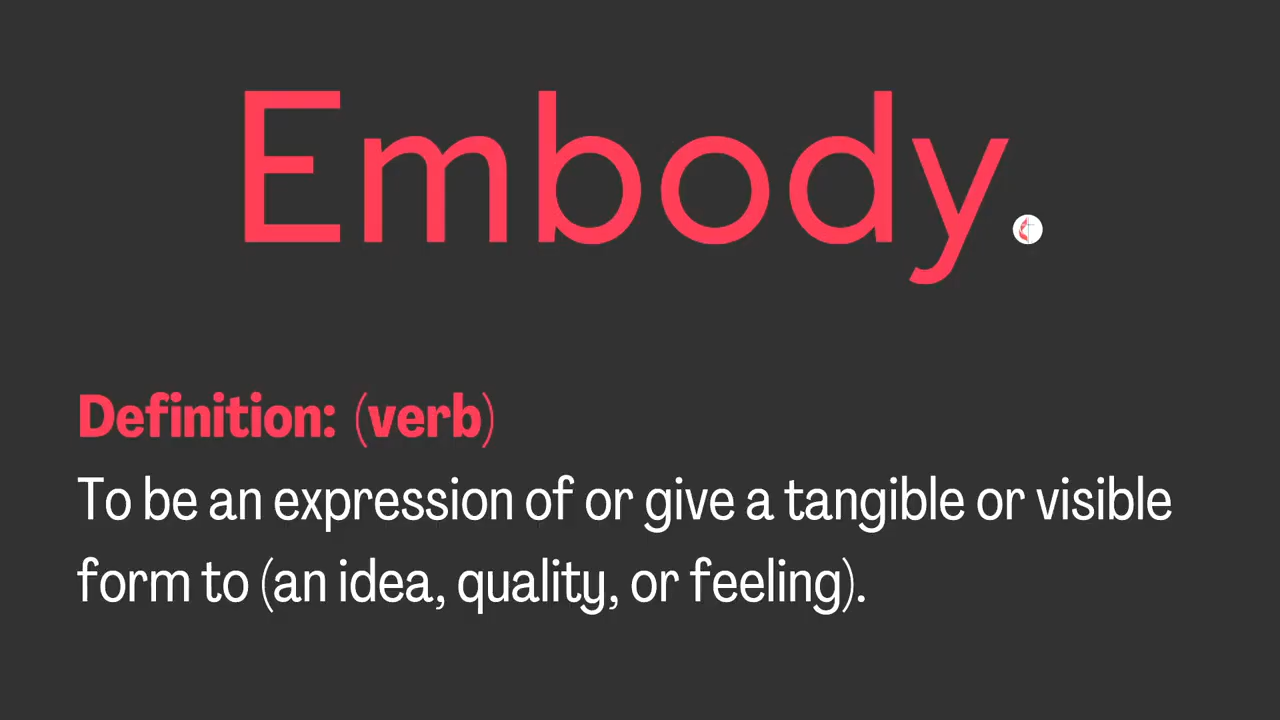 Embody.
Definition: (verb)
To be an expression of or give a tangible or visible
form to (an idea, quality, or feeling).